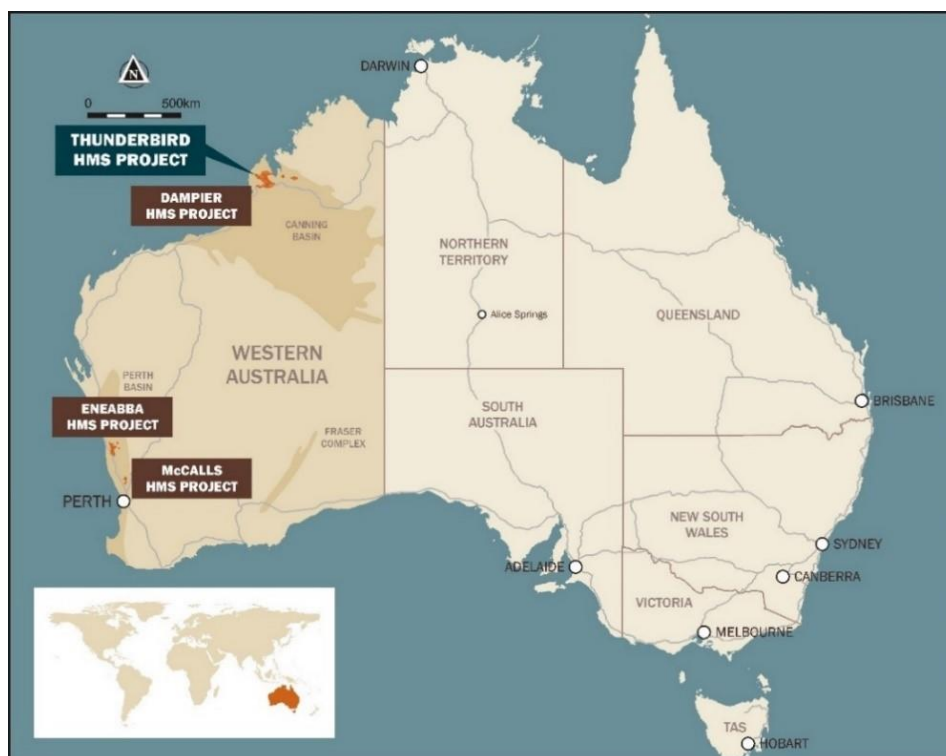 DARWIN
N
0 500km
THUNDERBIRD
HMS PROJECT
DAMPIER
HMS PROJECT
CANNING
BASIN
NORTHERN
TERRITORY
Alice Springs
QUEENSLAND
WESTERN
AUSTRALIA
PERTH
BASIN
BRISBANE
ENEABBA
HMS PROJECT
SOUTH
AUSTRALIA
FRASER
COMPLEX
McCALLS
HMS PROJECT
PERTH
NEW SOUTH
WALES
SYDNEY
ADELAIDE
CANBERRA
VICTORIA
MELBOURNE
TAS
HOBART